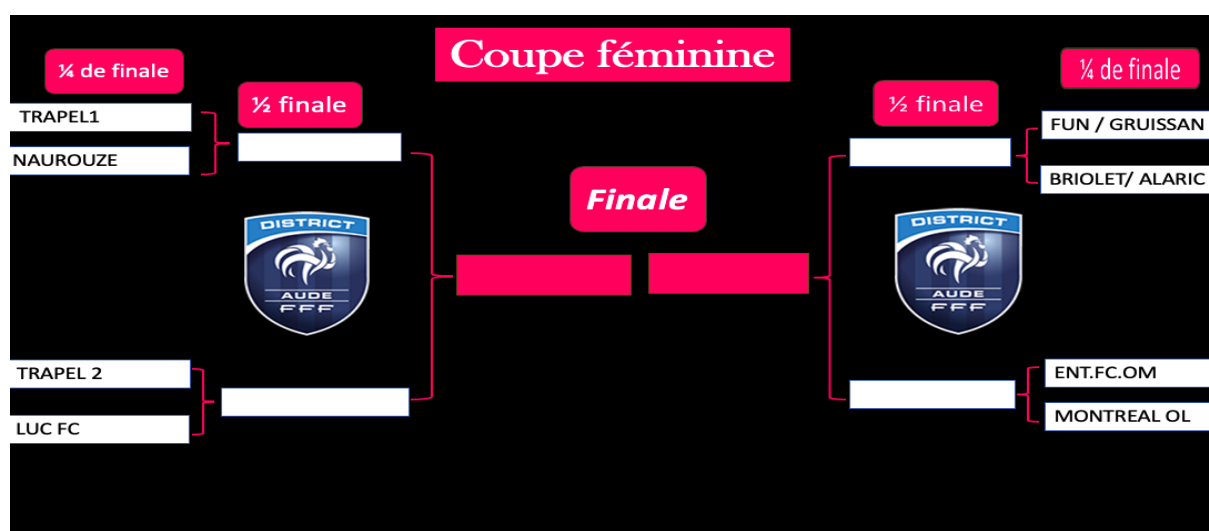 Coupe féminine
¼ de finale
½ finale
TRAPEL1
NAUROUZE
DISTRICT
AUDE
FFF
TRAPEL 2
LUC FC
Finale
½ finale
¼ de finale
FUN / GRUISSAN
BRIOLET/ ALARIC
DISTRICT
AUDE
FFF
ENT.FC.OM
MONTREAL OL